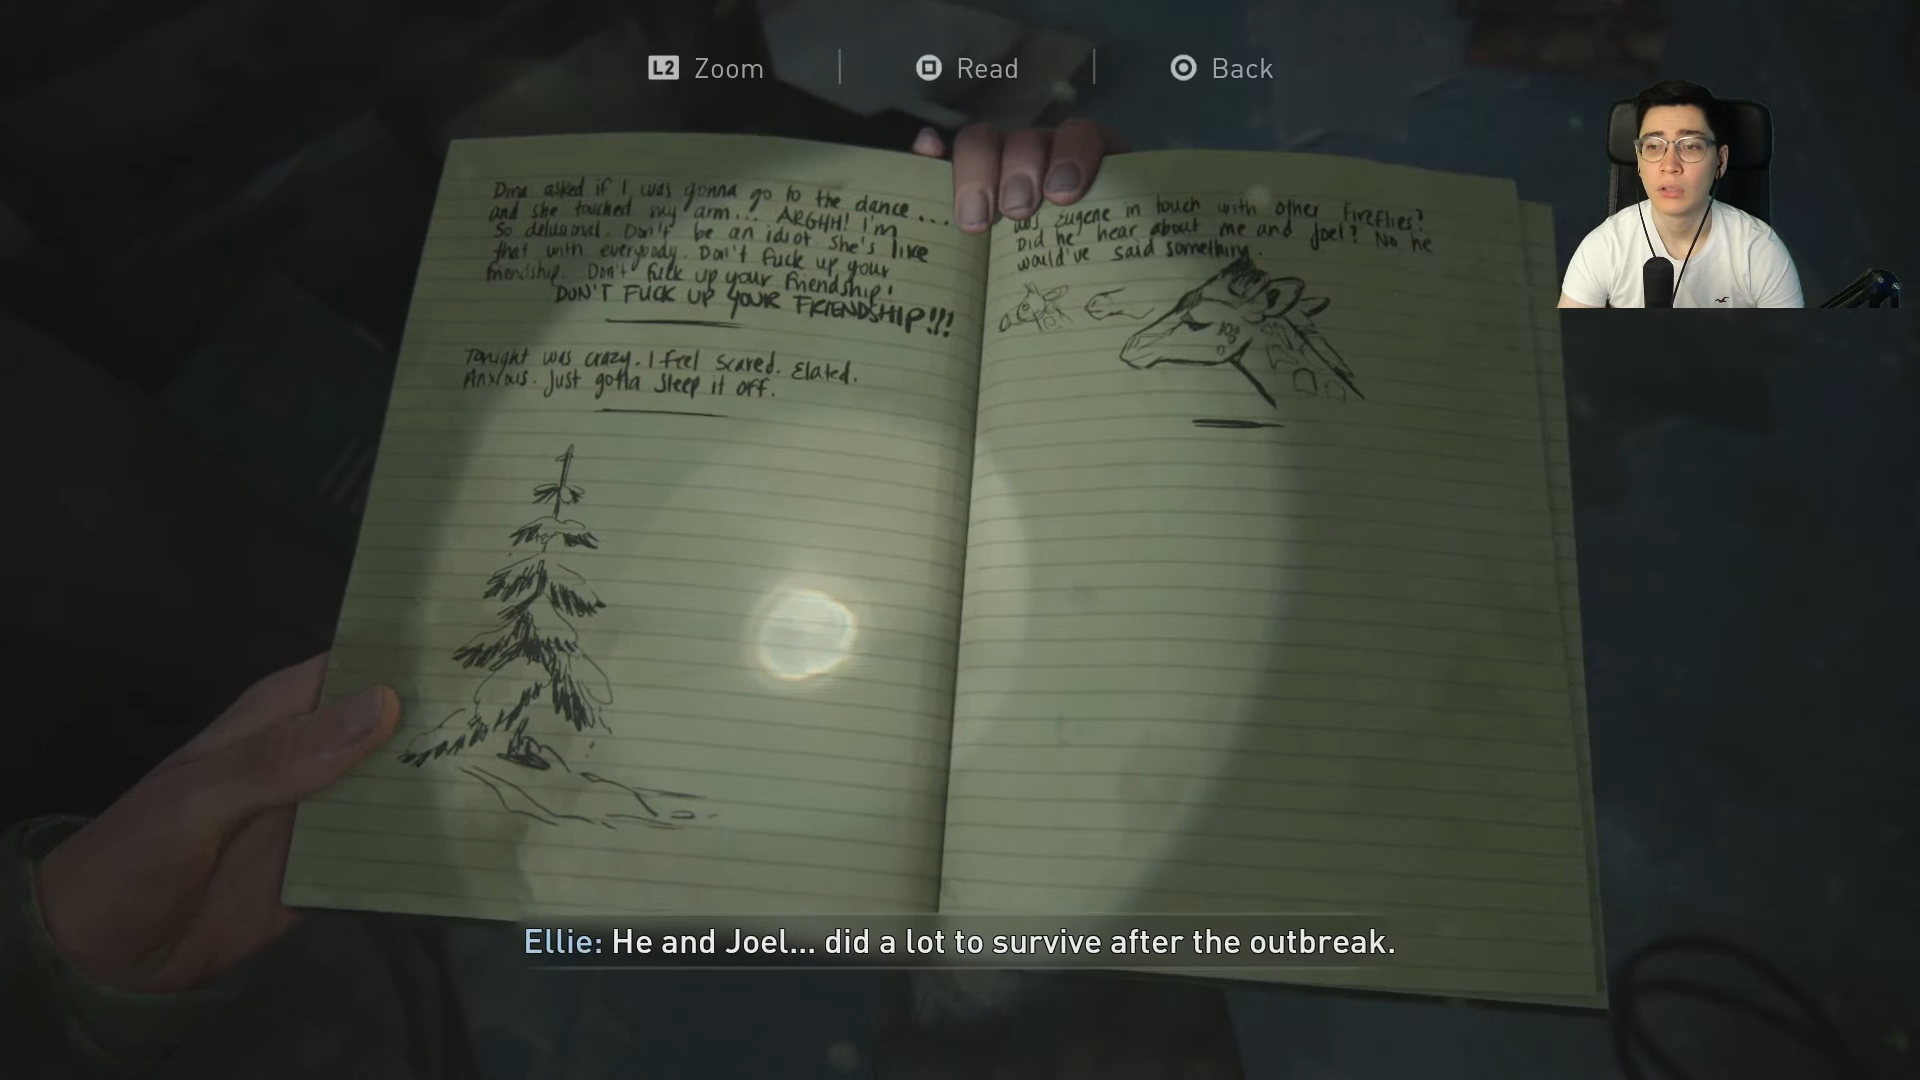 L2 Zoom
Read
Back
Dina asked if I was gonna go to the dance...
and she touched my arm... ARGHH! I'm
so delusional. Don't be an idiot. She's like
that with everybody. Don't fuck up your
friendship. Don't fuck up your friendship!
DON'T FUCK UP YOUR FRIENDSHIP!!!
Tonight was crazy. I feel scared. Elated.
Anxious. Just gotta sleep it off.
Was Eugene in touch with other fireflies?
Did he hear about me and Joel? No he
would've said something.
Ellie: He and Joel... did a lot to survive after the outbreak.